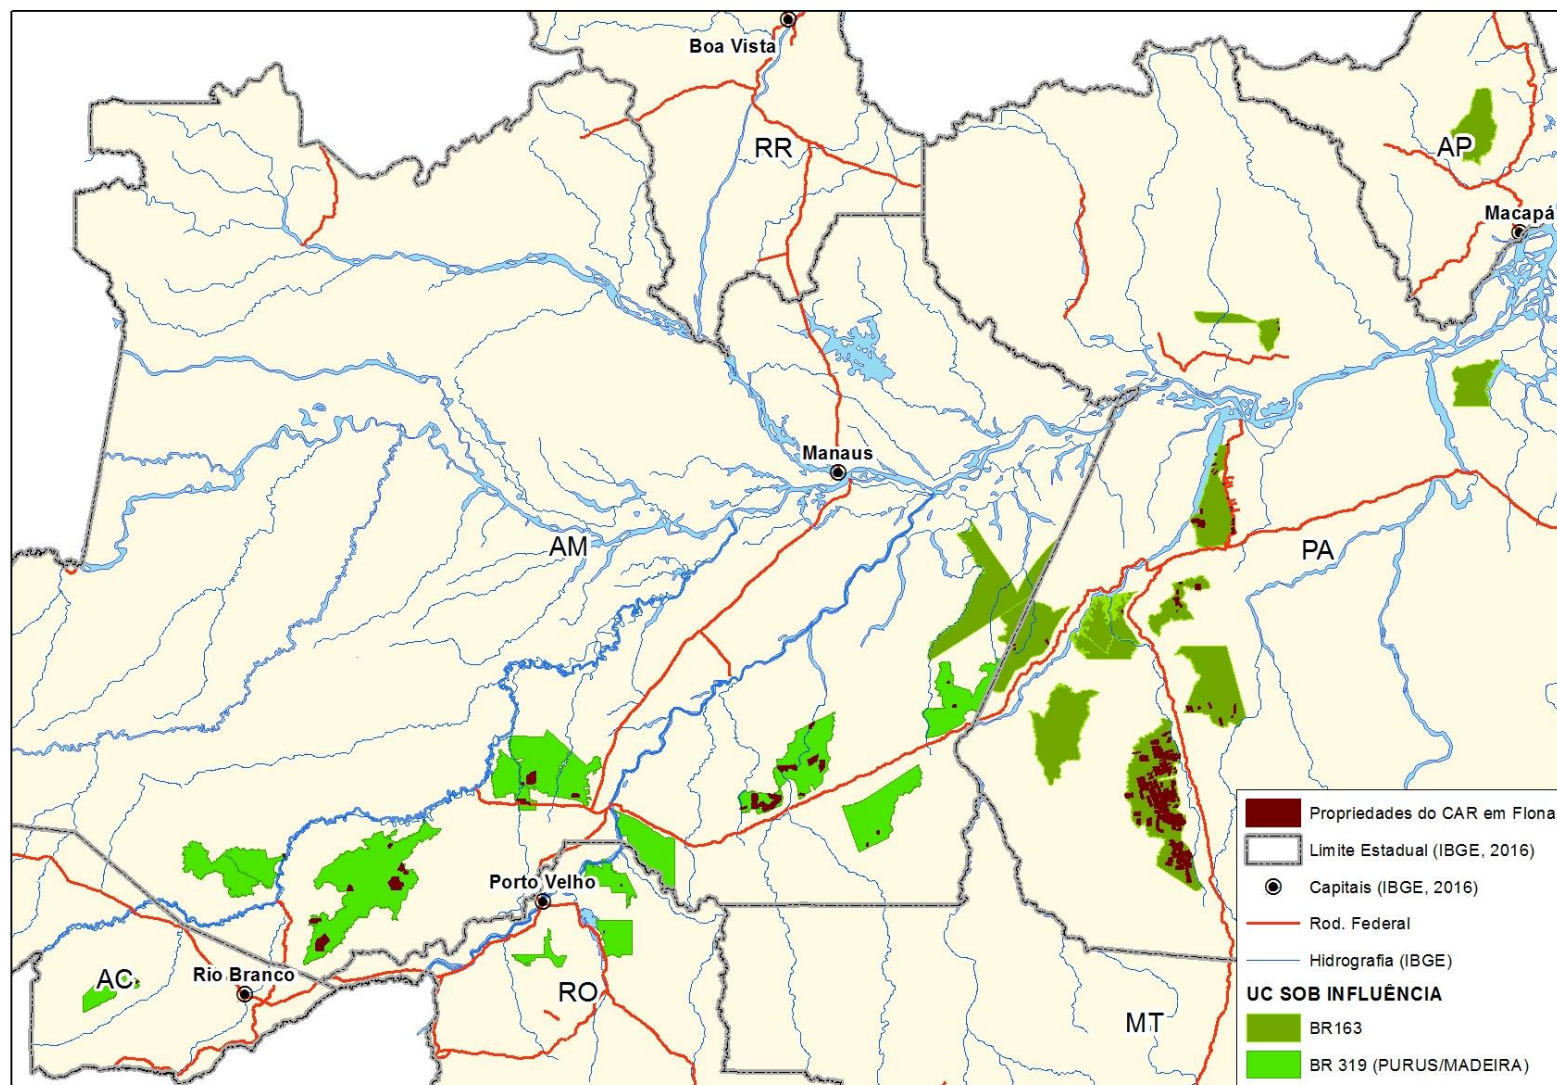 Boa Vista
RR
AP
Macapá
Manaus
AM
PA
Porto Velho
AC
Rio Branco
RO
MT
Propriedades do CAR em Flona
Limite Estadual (IBGE, 2016)
Capitais (IBGE, 2016)
Rod. Federal
Hidrografia (IBGE)
UC SOB INFLUÊNCIA
BR163
BR 319 (PURUS/MADEIRA)